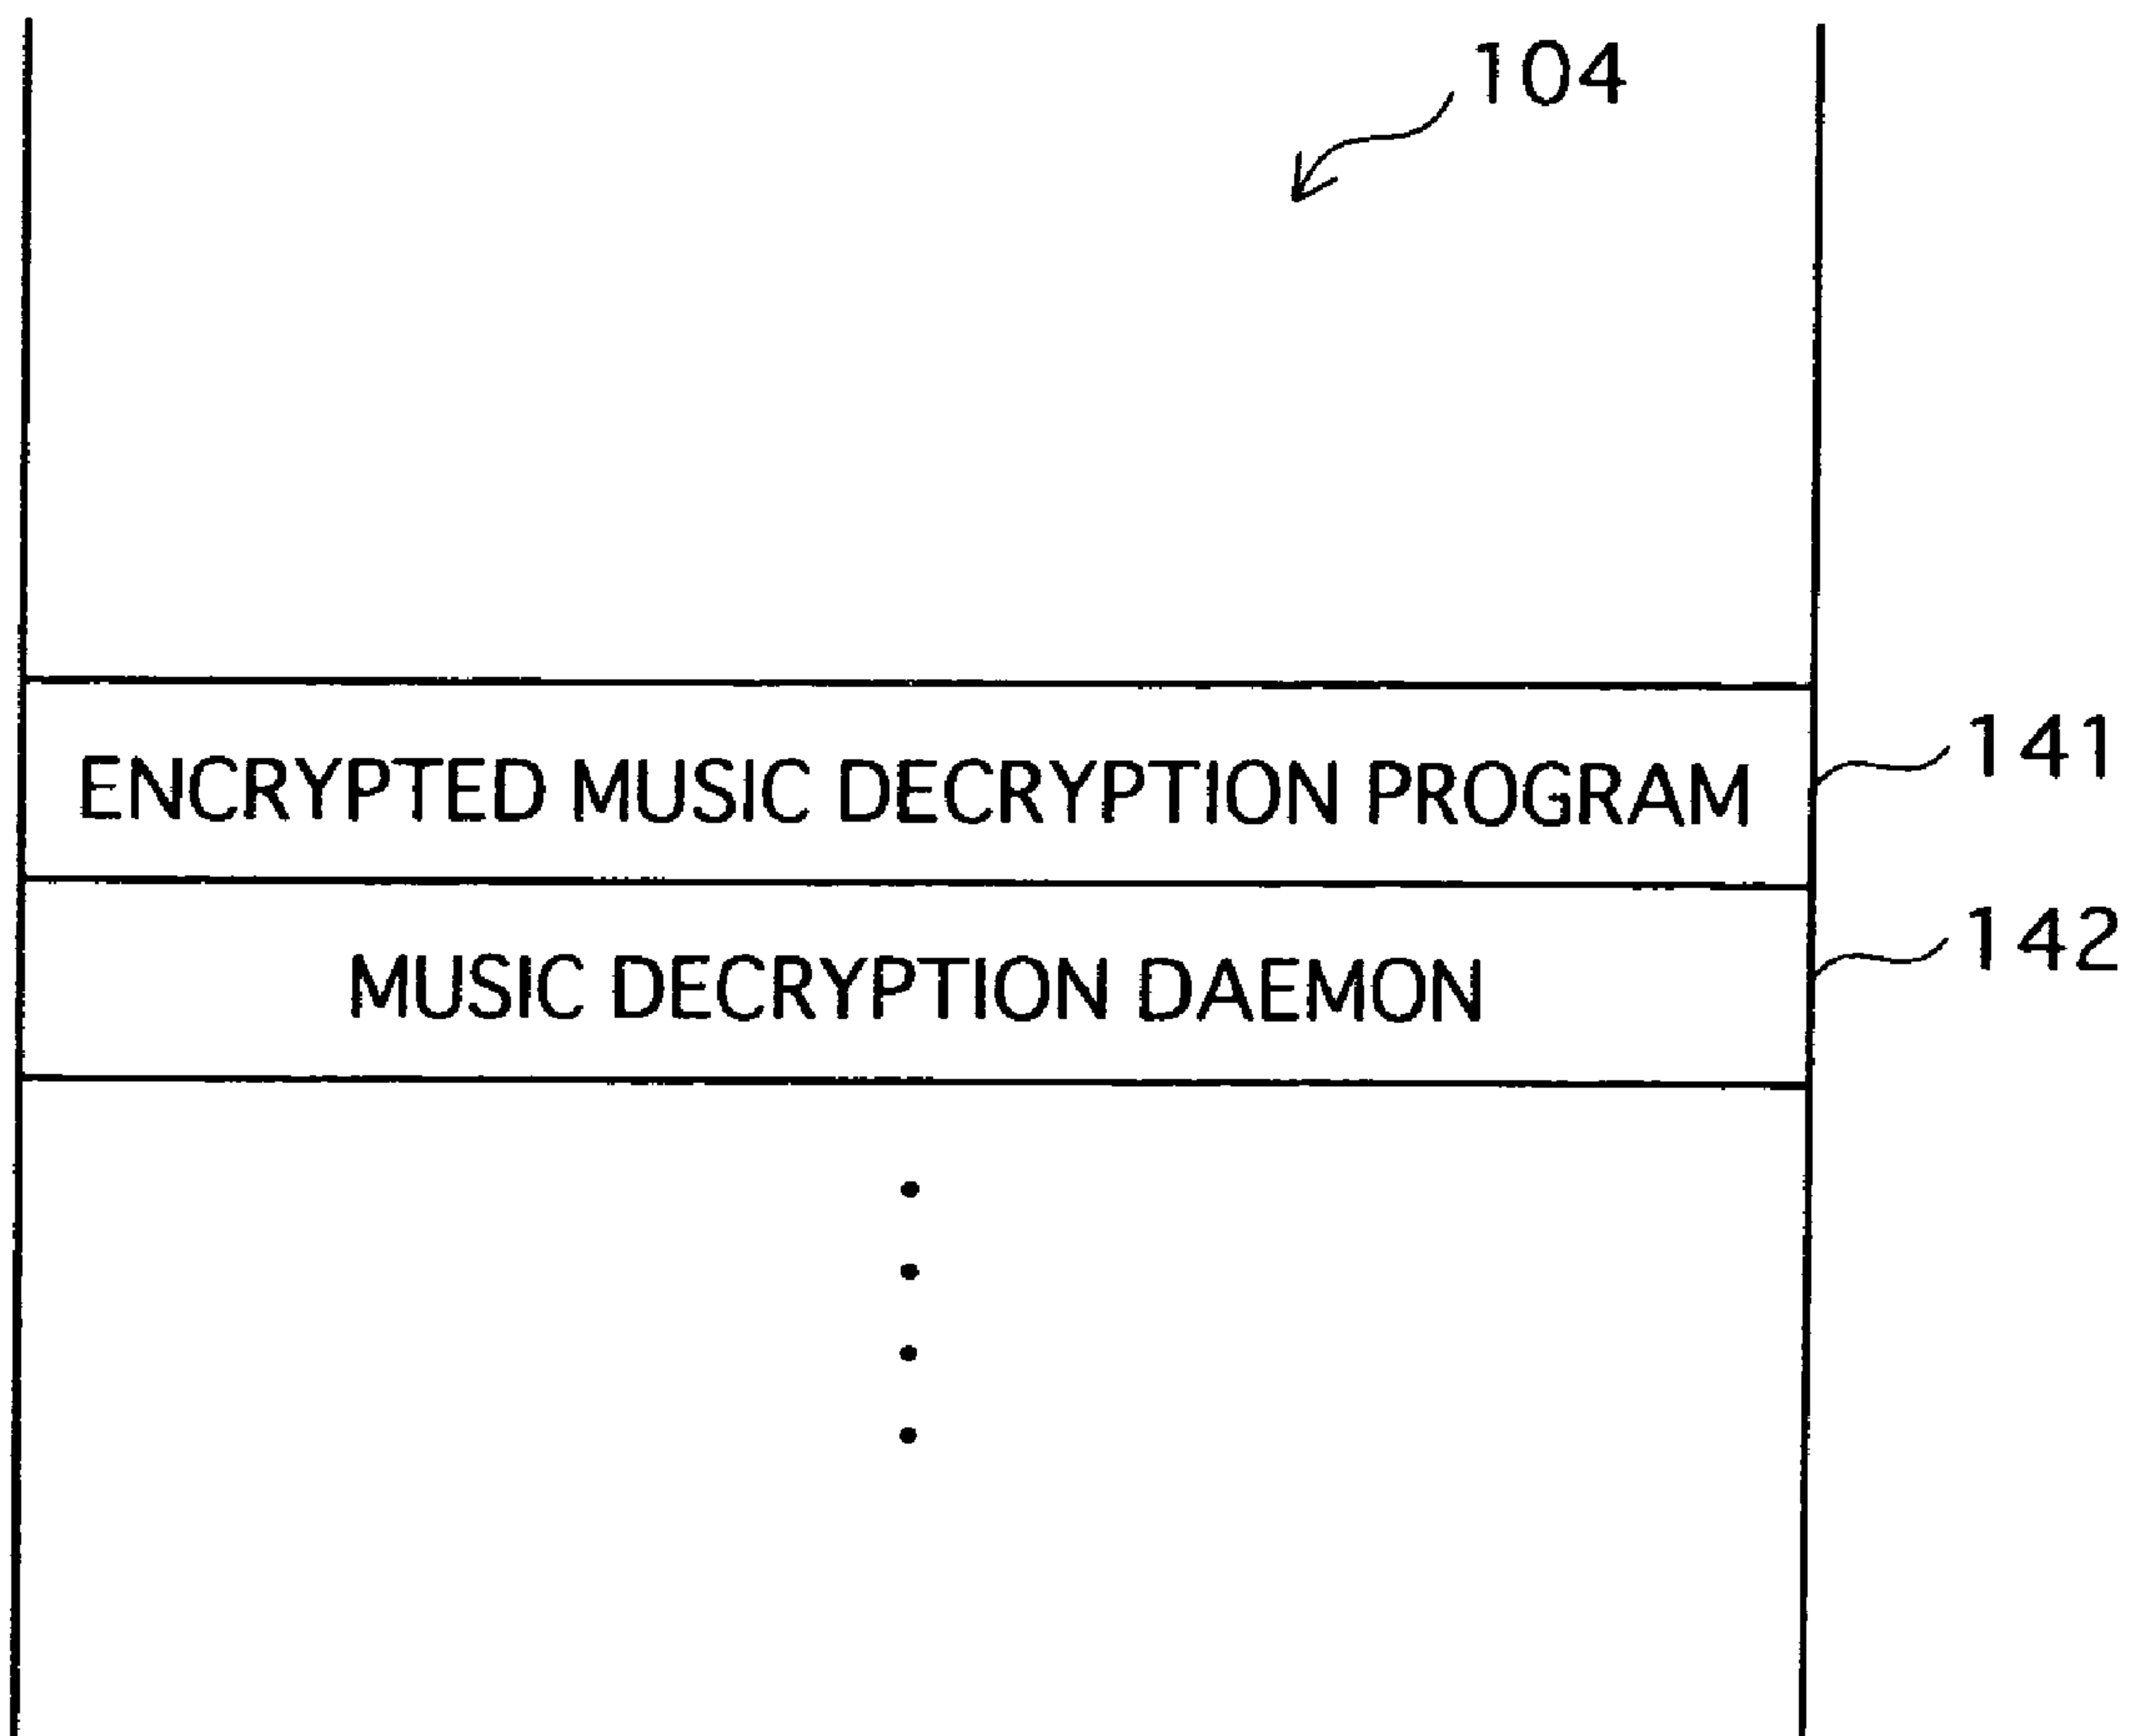 104
ENCRYPTED MUSIC DECRYPTION PROGRAM 141
MUSIC DECRYPTION DAEMON 142